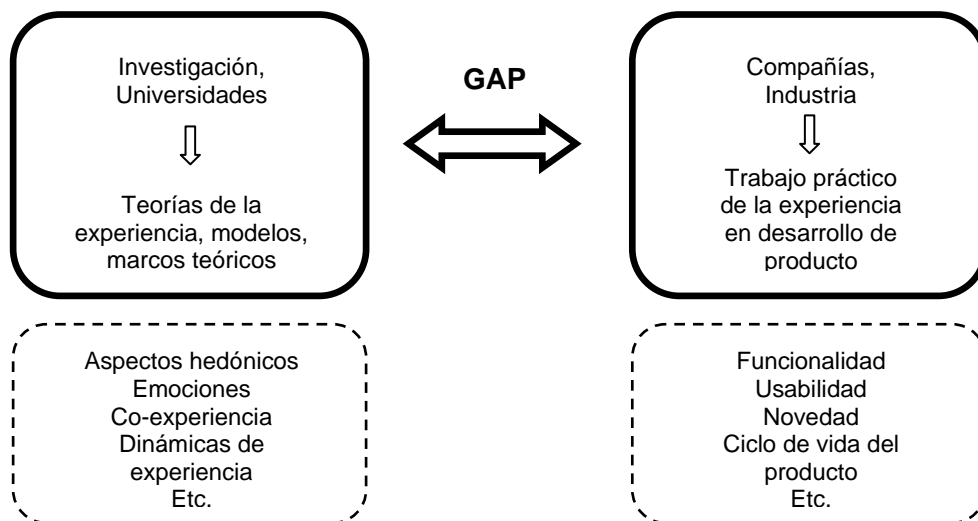 Investigación,
Universidades
Teorías de la
experiencia, modelos,
marcos teóricos
GAP
Compañías,
Industria
Trabajo práctico
de la experiencia
en desarrollo de
producto
Aspectos hedónicos
Emociones
Co-experiencia
Dinámicas de
experiencia
Etc.
Funcionalidad
Usabilidad
Novedad
Ciclo de vida del
producto
Etc.